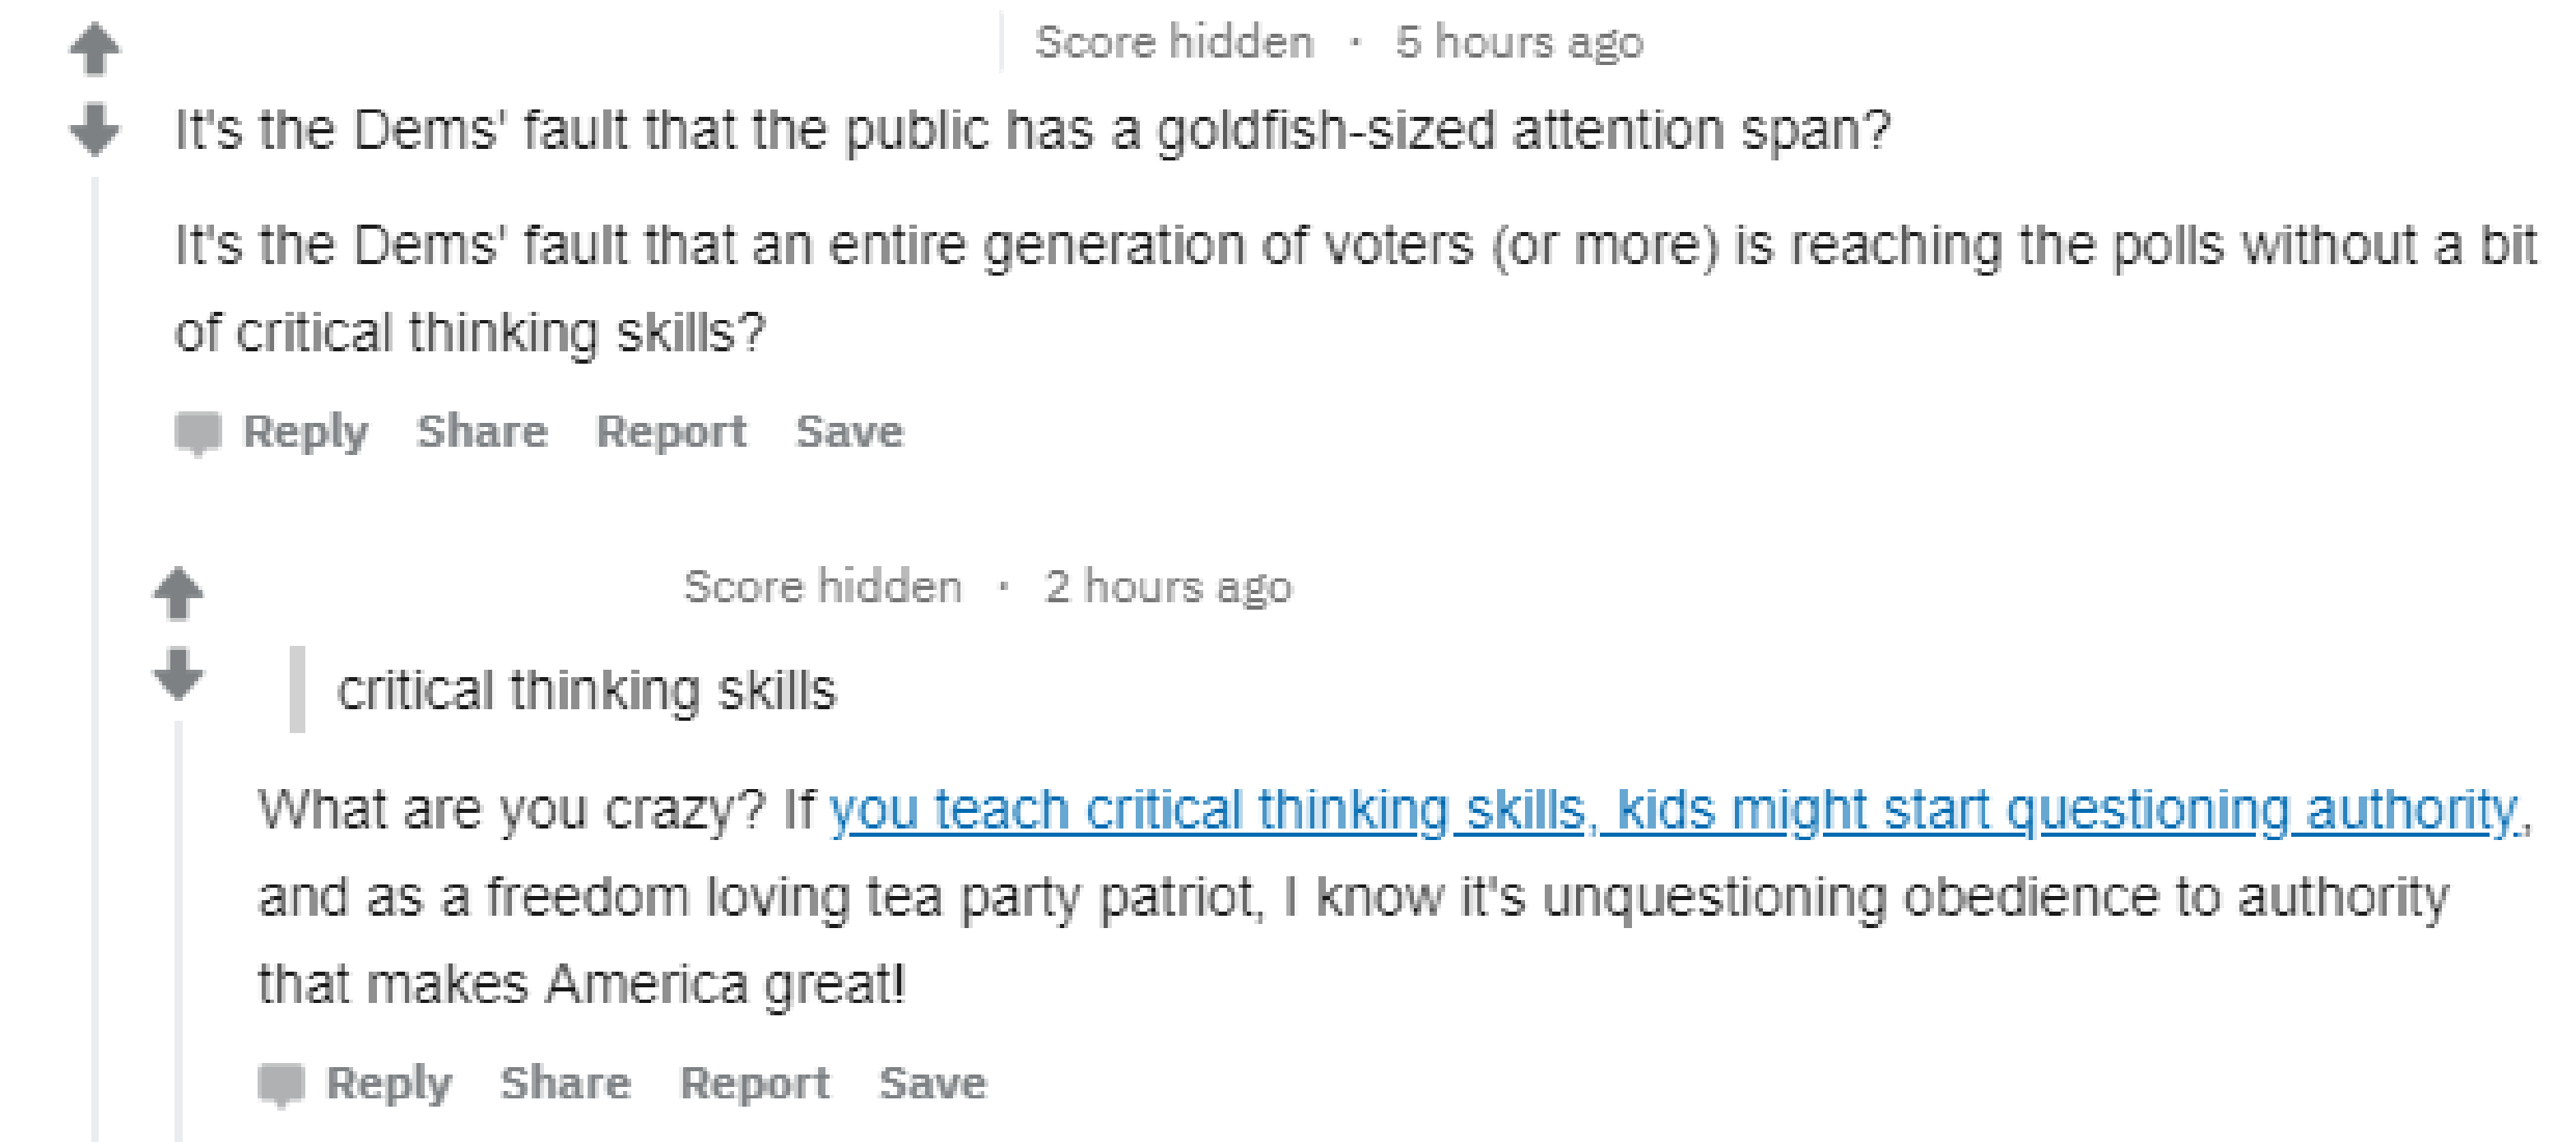 Score hidden · 5 hours ago
It's the Dems' fault that the public has a goldfish-sized attention span?
It's the Dems' fault that an entire generation of voters (or more) is reaching the polls without a bit
of critical thinking skills?
Reply Share Report Save
Score hidden · 2 hours ago
critical thinking skills
What are you crazy? If you teach critical thinking skills, kids might start questioning authority,
and as a freedom loving tea party patriot, I know it's unquestioning obedience to authority
that makes America great!
Reply Share Report Save